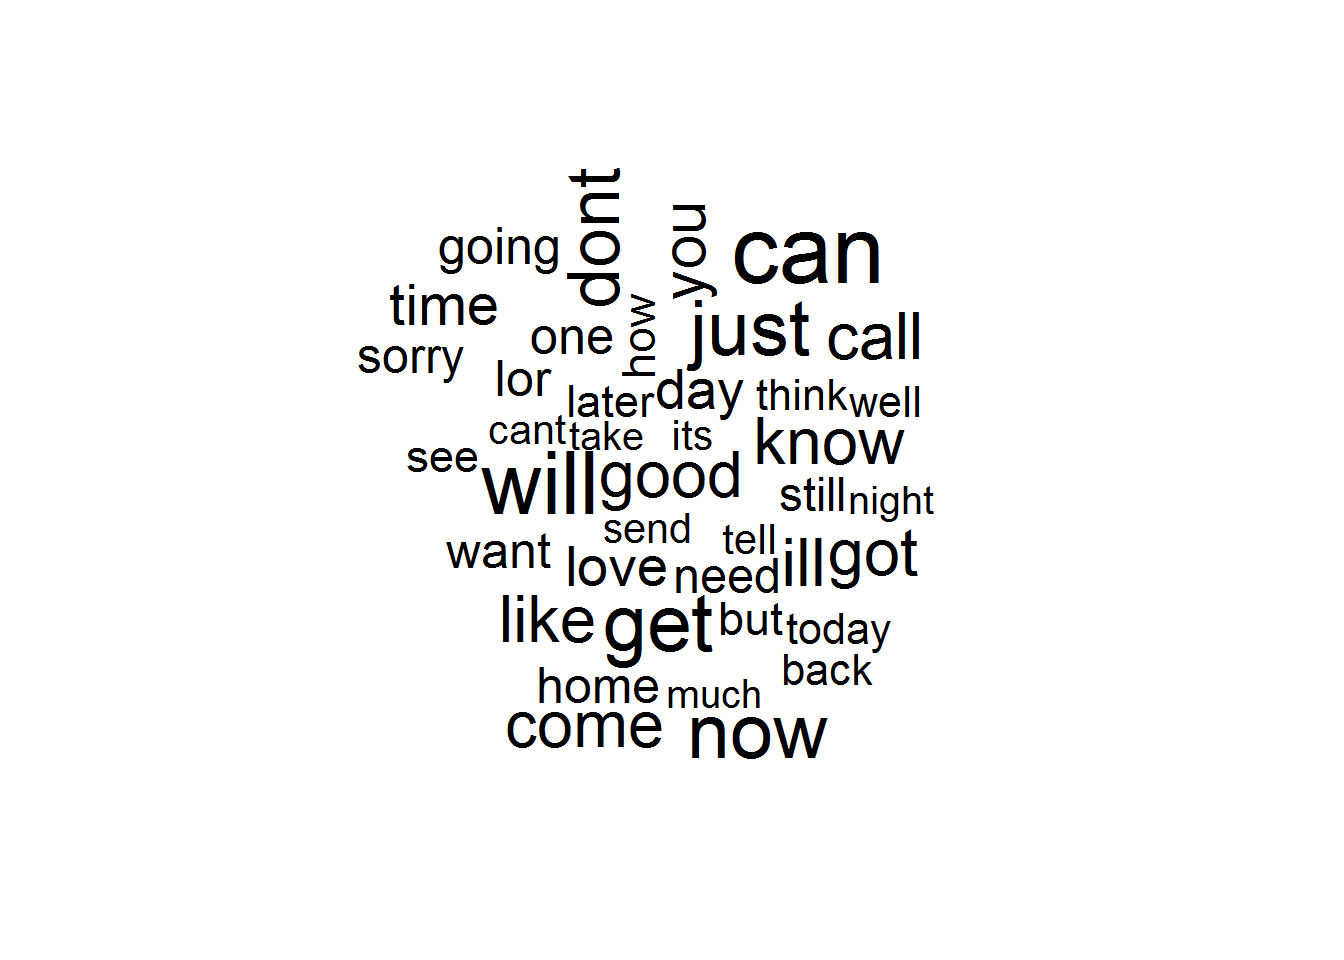 dont
you
going
can
time
how
one
just
call
sorry
lor
later
day
think
well
cant
take
its
know
see
will
good
still
night
send
tell
want
love
need
ill
got
like
get
but
today
back
home
much
come
now